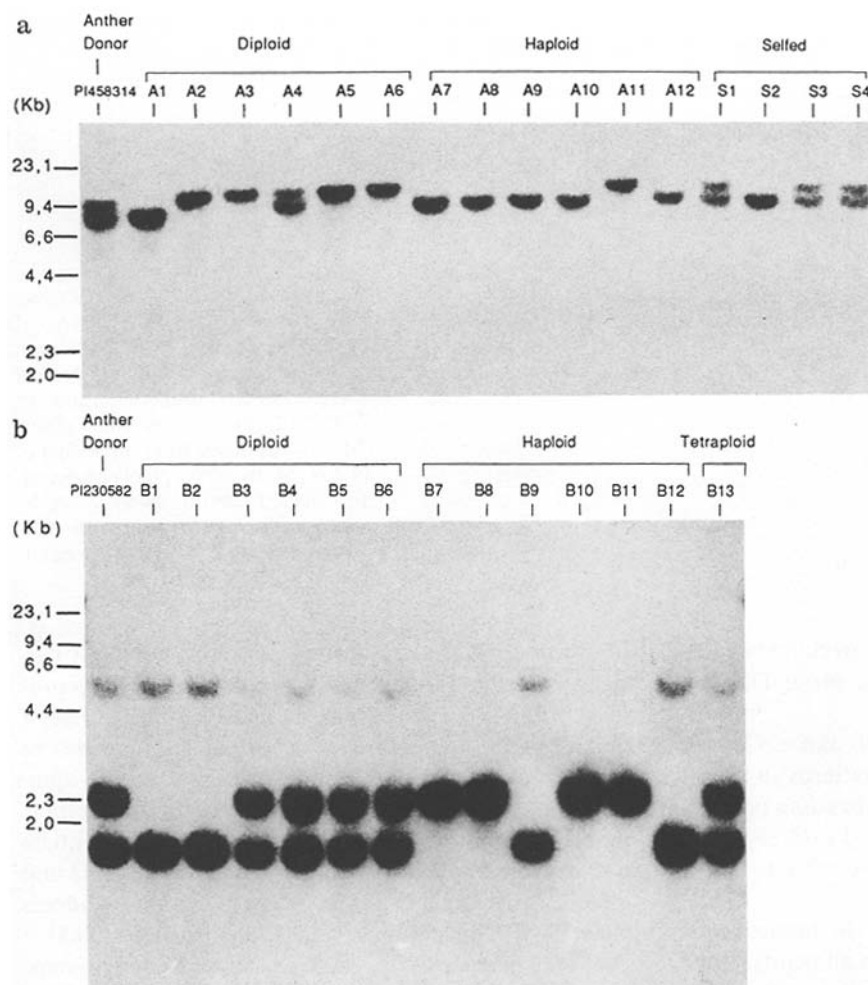 a
Anther
Donor Diploid Haploid Selfed
(Kb) PI458314 A1 A2 A3 A4 A5 A6 A7 A8 A9 A10 A11 A12 S1 S2 S3 S4
23,1
9,4
6,6
4,4
2,3
2,0
b
Anther
Donor Diploid Haploid Tetraploid
PI230582 B1 B2 B3 B4 B5 B6 B7 B8 B9 B10 B11 B12 B13
(Kb)
23,1
9,4
6,6
4,4
2,3
2,0